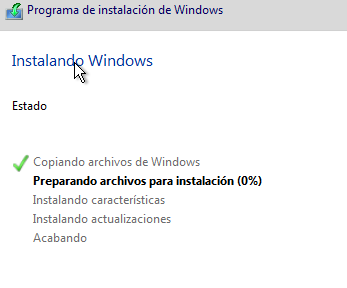 Programa de instalación de Windows
Instalando Windows
Estado
Copiando archivos de Windows
Preparando archivos para instalación (0%)
Instalando características
Instalando actualizaciones
Acabando